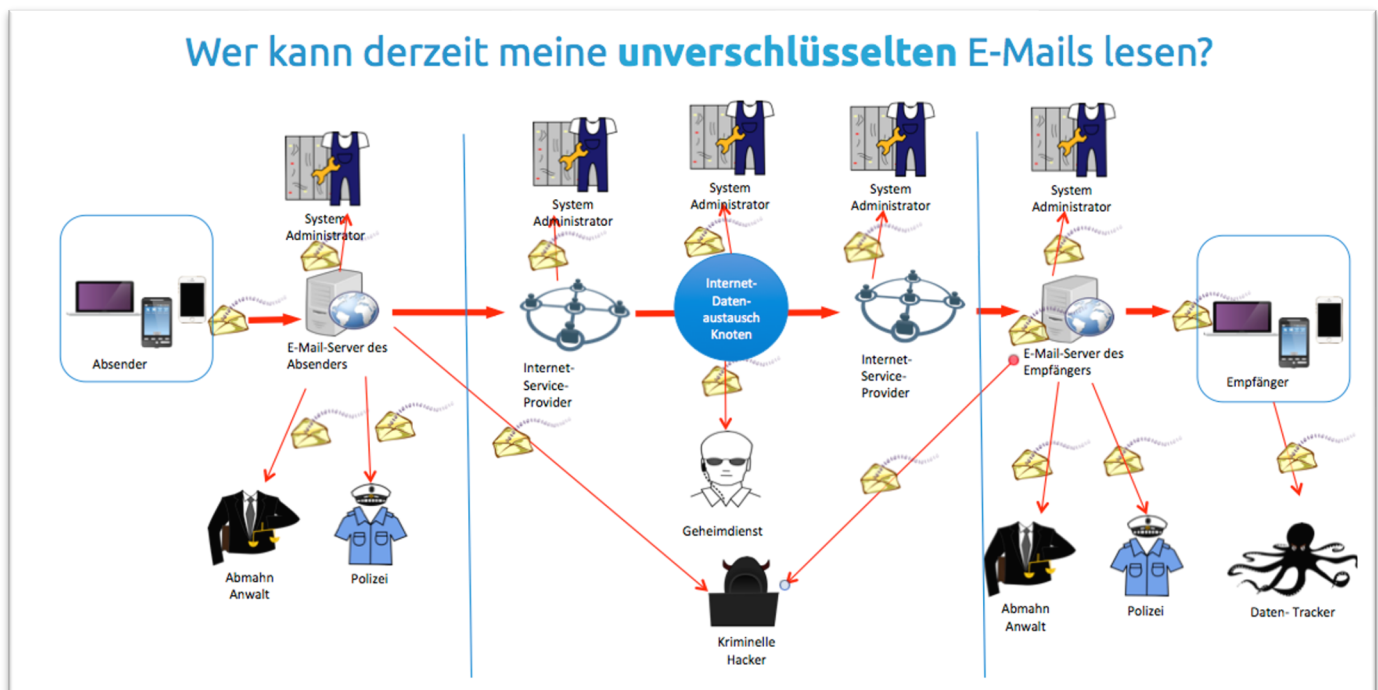 Wer kann derzeit meine unverschlüsselten E-Mails lesen?
System
Administrator
System
Administrator
System
Administrator
System
Administrator
System
Administrator
Absender
E-Mail-Server des
Absenders
Internet-
Service-
Provider
Internet-
Daten-
austausch
Knoten
Internet-
Service-
Provider
E-Mail-Server des
Empfängers
Empfänger
Abmahn
Anwalt
Polizei
Geheimdienst
Kriminelle
Hacker
Abmahn
Anwalt
Polizei
Daten- Tracker